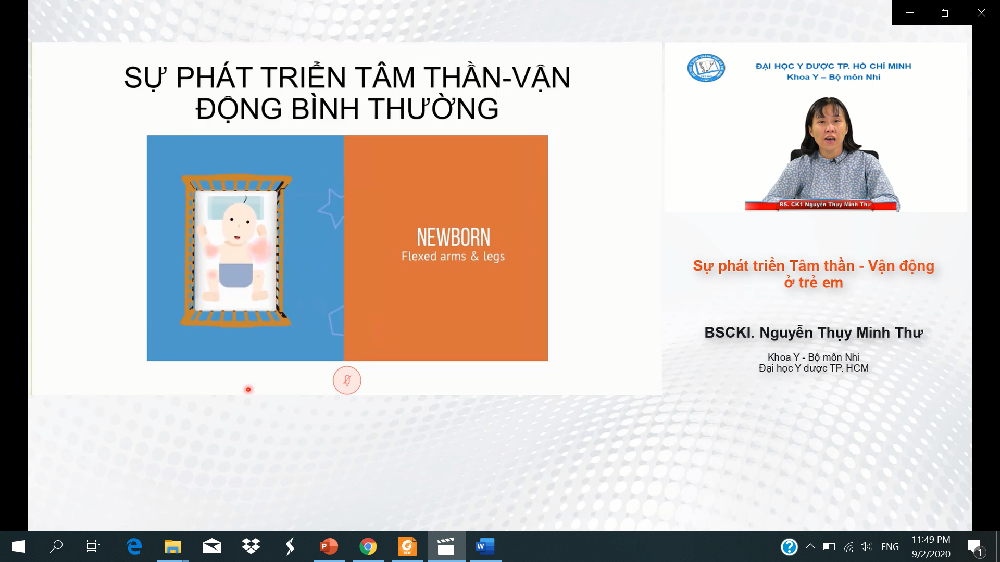 SỰ PHÁT TRIỂN TÂM THẦN-VẬN
ĐỘNG BÌNH THƯỜNG
NEWBORN
Flexed arms & legs
ĐẠI HỌC Y DƯỢC TP. HỒ CHÍ MINH
Khoa Y – Bộ môn Nhi
BS. CK1 Nguyễn Thụy Minh Thư
Sự phát triển Tâm thần - Vận động
ở trẻ em
BSCKI. Nguyễn Thụy Minh Thư
Khoa Y - Bộ môn Nhi
Đại học Y dược TP. HCM
ENG
11:49 PM
9/2/2020
1